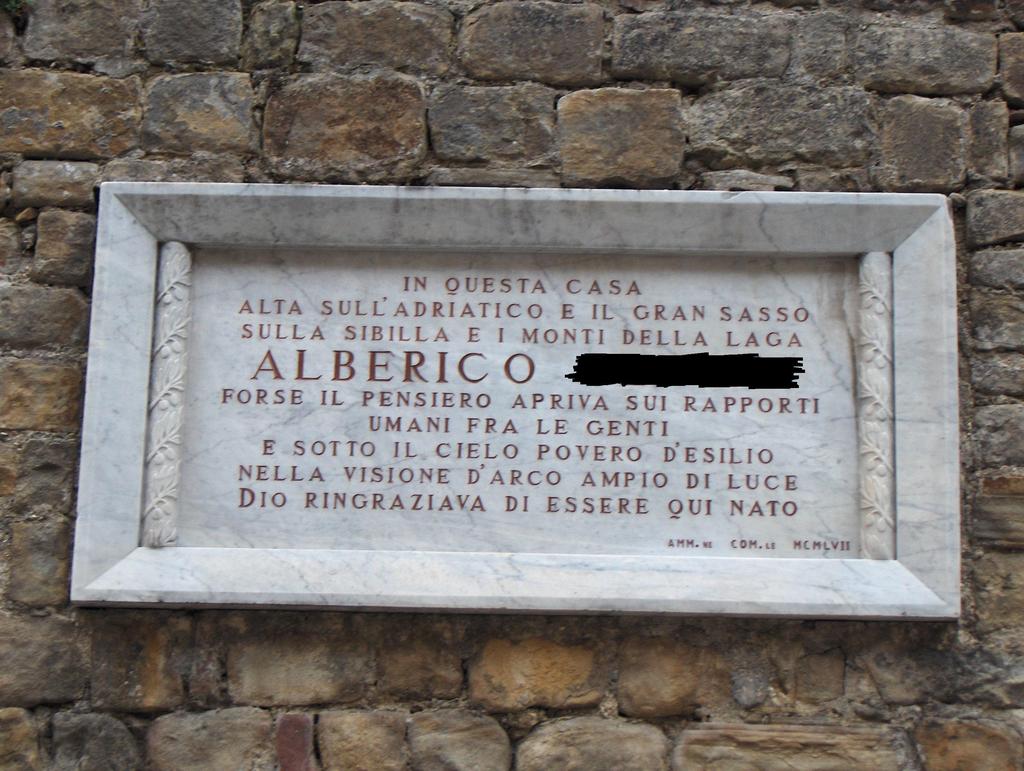 IN QUESTA CASA
ALTA SULL'ADRIATICO E IL GRAN SASSO
SULLA SIBILLA E I MONTI DELLA LAGA
ALBERICO
FORSE IL PENSIERO APRIVA SUI RAPPORTI
UMANI FRA LE GENTI
E SOTTO IL CIELO POVERO D'ESILIO
NELLA VISIONE D'ARCO AMPIO DI LUCE
DIO RINGRAZIAVA DI ESSERE QUI NATO
AMM.NE COM.LE MCMLVII